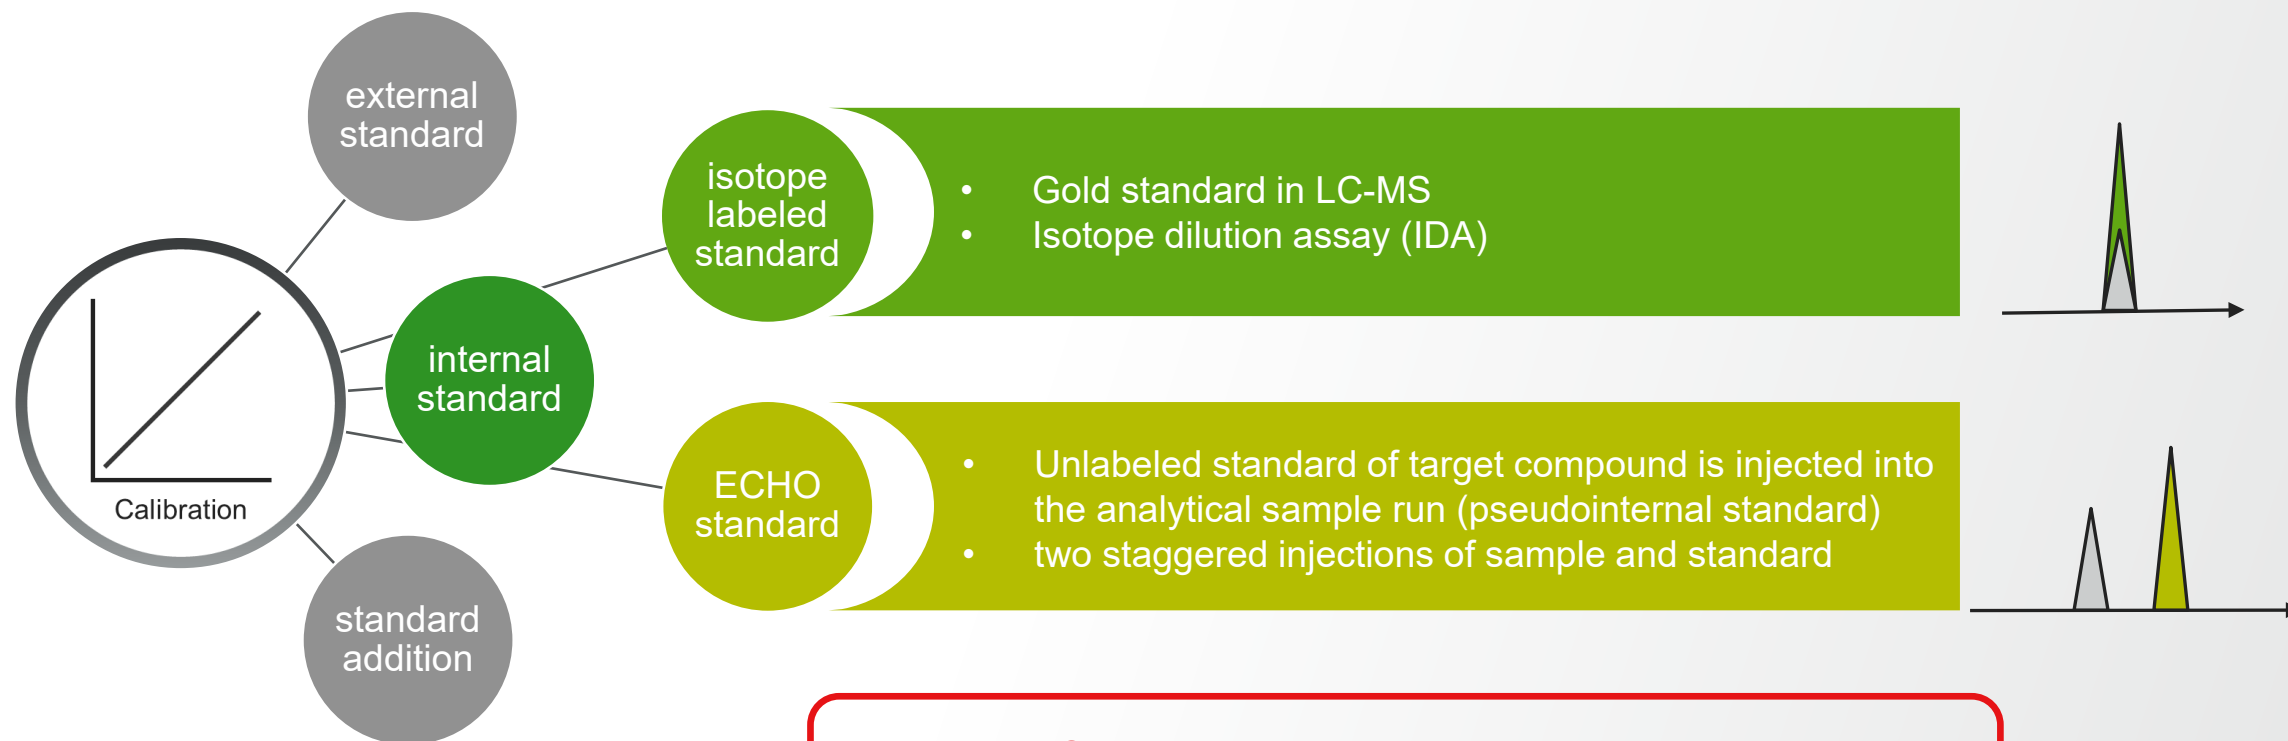 external
standard
isotope
labeled
standard
• Gold standard in LC-MS
• Isotope dilution assay (IDA)
internal
standard
Calibration
ECHO
standard
• Unlabeled standard of target compound is injected into
the analytical sample run (pseudointernal standard)
• two staggered injections of sample and standard
standard
addition